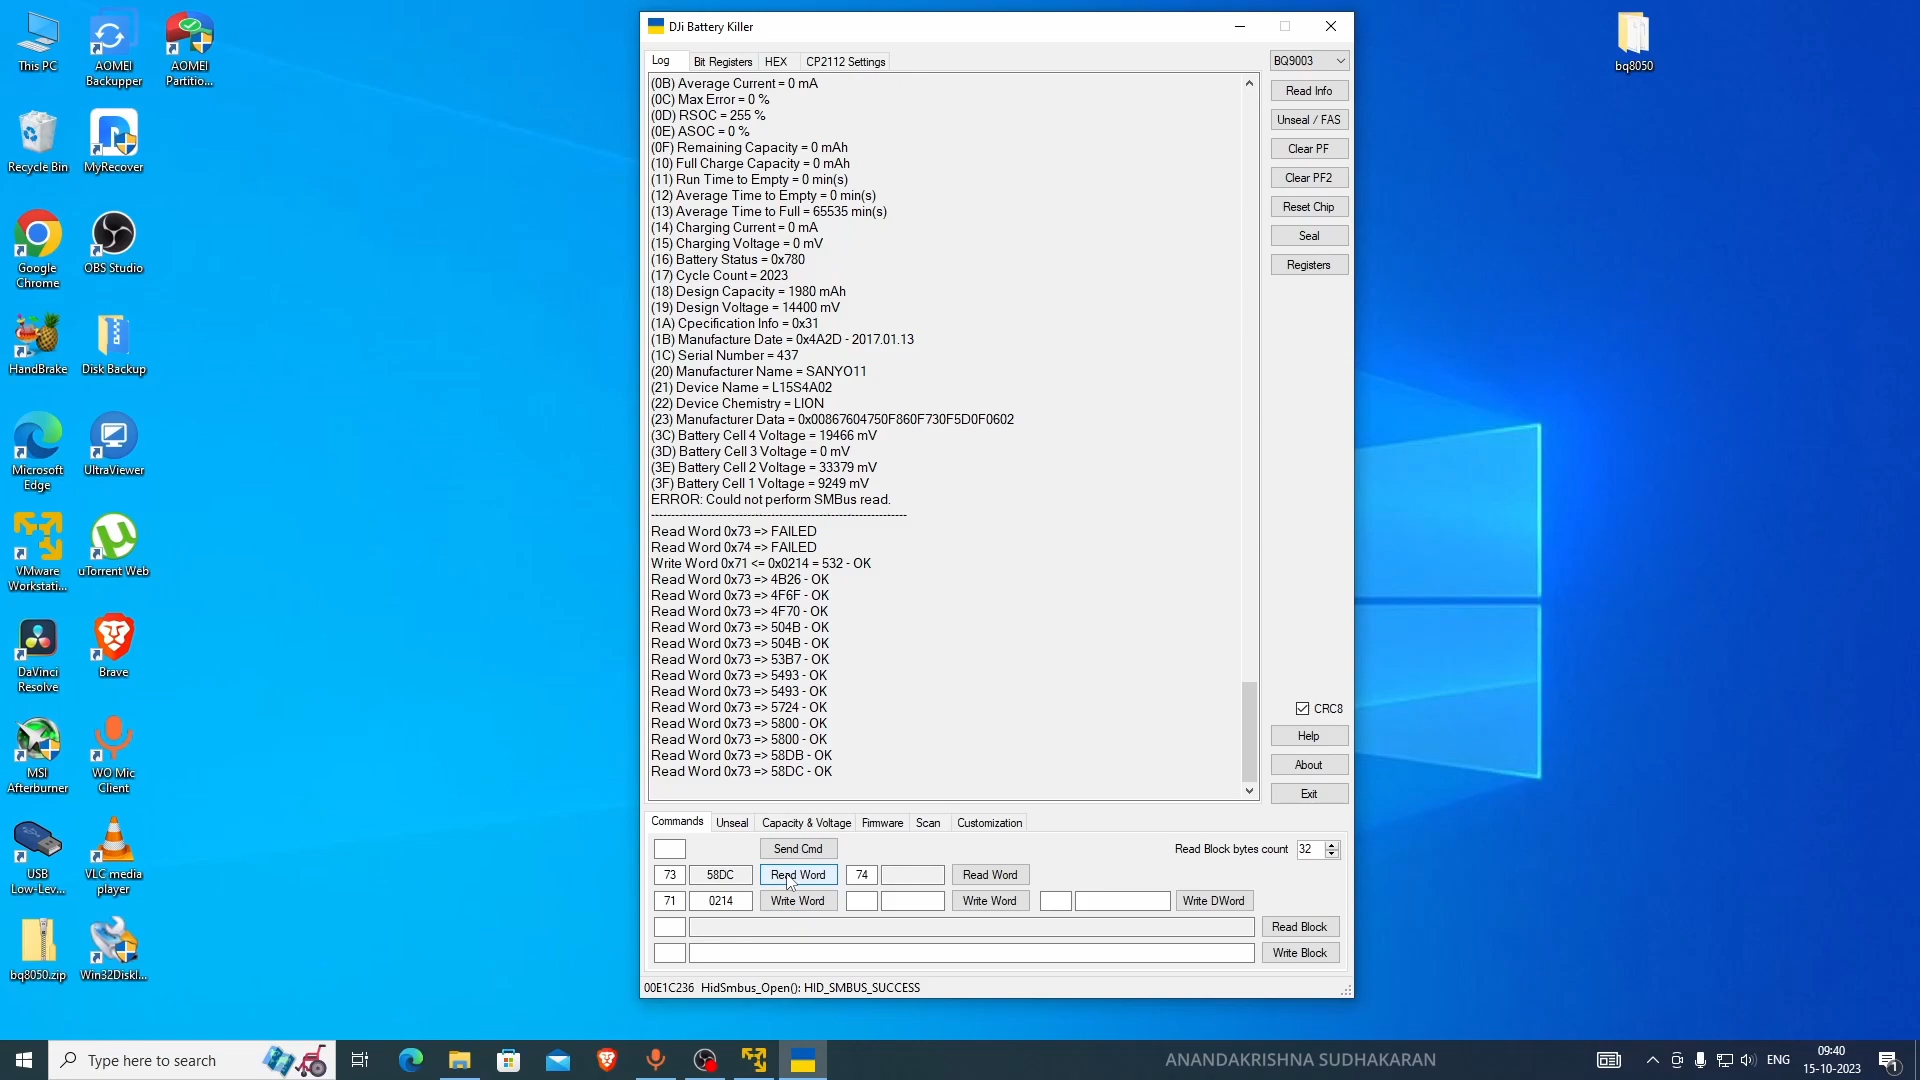 This PC
AOMEI
Backupper
AOMEI
Partitio...
Recycle Bin
MyRecover
Google
Chrome
OBS Studio
HandBrake
Disk Backup
Microsoft
Edge
UltraViewer
VMware
Workstati...
uTorrent Web
DaVinci
Resolve
Brave
MSI
Afterburner
WO Mic
Client
USB
Low-Lev...
VLC media
player
bq8050.zip
Win32DiskI...
bq8050
DJi Battery Killer
Log
Bit Registers
HEX
CP2112 Settings
(0B) Average Current = 0 mA
(0C) Max Error = 0 %
(0D) RSOC = 255 %
(0E) ASOC = 0 %
(0F) Remaining Capacity = 0 mAh
(10) Full Charge Capacity = 0 mAh
(11) Run Time to Empty = 0 min(s)
(12) Average Time to Empty = 0 min(s)
(13) Average Time to Full = 65535 min(s)
(14) Charging Current = 0 mA
(15) Charging Voltage = 0 mV
(16) Battery Status = 0x780
(17) Cycle Count = 2023
(18) Design Capacity = 1980 mAh
(19) Design Voltage = 14400 mV
(1A) Cpecification Info = 0x31
(1B) Manufacture Date = 0x4A2D - 2017.01.13
(1C) Serial Number = 437
(20) Manufacturer Name = SANYO11
(21) Device Name = L15S4A02
(22) Device Chemistry = LION
(23) Manufacturer Data = 0x00867604750F860F730F5D0F0602
(3C) Battery Cell 4 Voltage = 19466 mV
(3D) Battery Cell 3 Voltage = 0 mV
(3E) Battery Cell 2 Voltage = 33379 mV
(3F) Battery Cell 1 Voltage = 9249 mV
ERROR: Could not perform SMBus read.
----------------------------------------------------------------
Read Word 0x73 => FAILED
Read Word 0x74 => FAILED
Write Word 0x71 <= 0x0214 = 532 - OK
Read Word 0x73 => 4B26 - OK
Read Word 0x73 => 4F6F - OK
Read Word 0x73 => 4F70 - OK
Read Word 0x73 => 504B - OK
Read Word 0x73 => 504B - OK
Read Word 0x73 => 53B7 - OK
Read Word 0x73 => 5493 - OK
Read Word 0x73 => 5493 - OK
Read Word 0x73 => 5724 - OK
Read Word 0x73 => 5800 - OK
Read Word 0x73 => 5800 - OK
Read Word 0x73 => 58DB - OK
Read Word 0x73 => 58DC - OK
BQ9003
Read Info
Unseal / FAS
Clear PF
Clear PF2
Reset Chip
Seal
Registers
CRC8
Help
About
Exit
Commands
Unseal
Capacity & Voltage
Firmware
Scan
Customization
Send Cmd
Read Block bytes count 32
73 58DC Read Word 74 Read Word
71 0214 Write Word Write Word Write DWord
Read Block
Write Block
00E1C236 HidSmbus_Open(): HID_SMBUS_SUCCESS
Type here to search
ANANDAKRISHNA SUDHAKARAN
ENG
09:40
15-10-2023
1